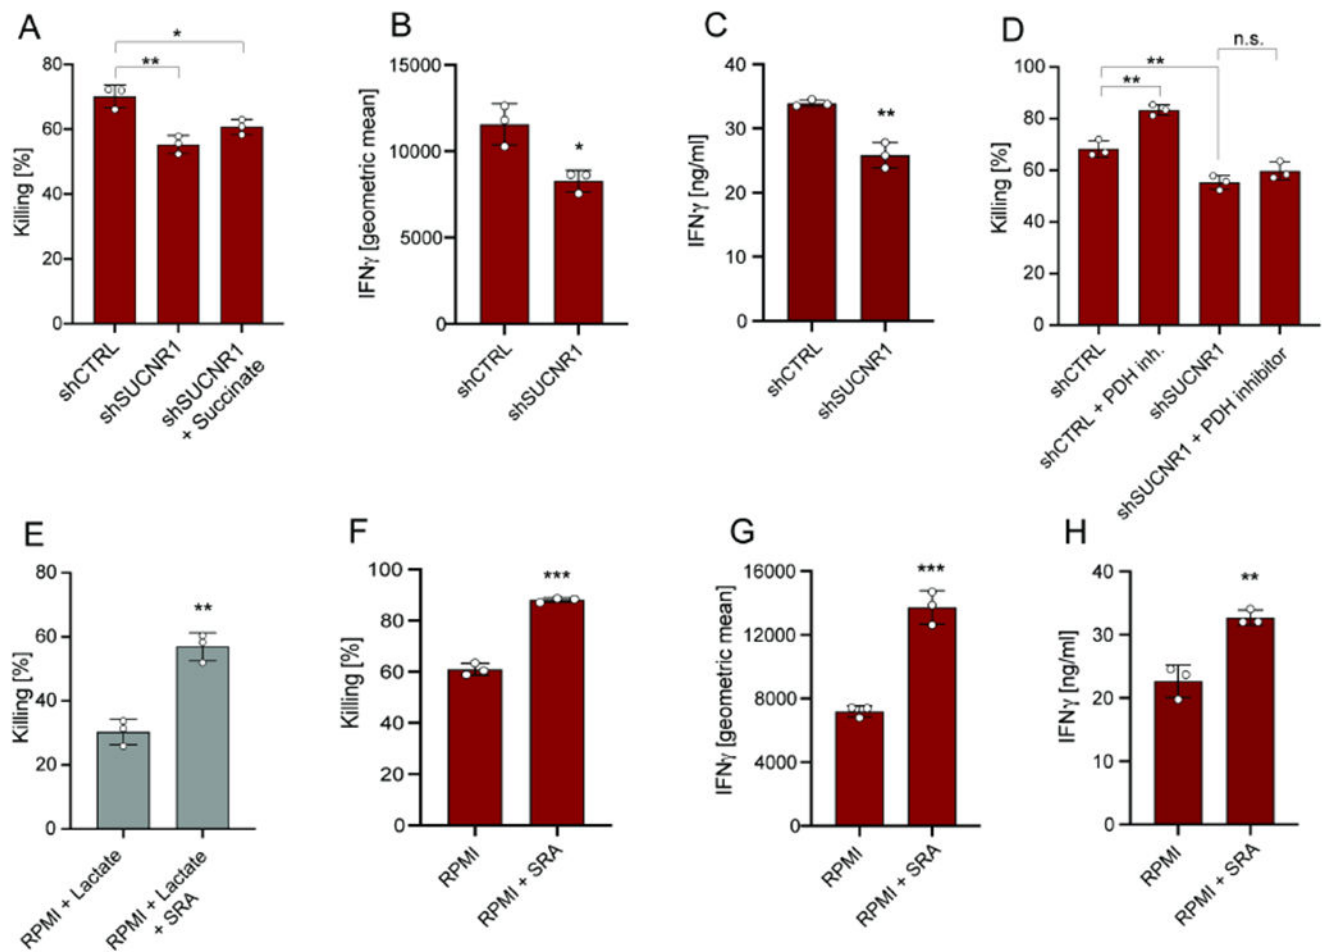 A
Killing [%]
80
60
40
20
0
*
**
shCTRL
shSUCNR1
shSUCNR1
+ Succinate
B
IFNγ [geometric mean]
15000
10000
5000
0
*
shCTRL
shSUCNR1
C
IFNγ [ng/ml]
40
30
20
10
0
**
shCTRL
shSUCNR1
D
Killing [%]
100
80
60
40
20
0
n.s.
**
**
shCTRL
shCTRL + PDH inh.
shSUCNR1
shSUCNR1 + PDH inhibitor
E
Killing [%]
80
60
40
20
0
**
RPMI + Lactate
RPMI + Lactate
+ SRA
F
Killing [%]
100
80
60
40
20
0
***
RPMI
RPMI + SRA
G
IFNγ [geometric mean]
16000
12000
8000
4000
0
***
RPMI
RPMI + SRA
H
IFNγ [ng/ml]
40
30
20
10
0
**
RPMI
RPMI + SRA